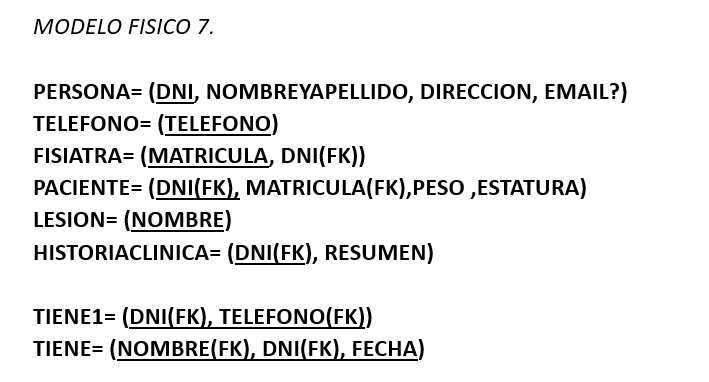 MODELO FISICO 7.
PERSONA= (DNI, NOMBREYAPELLIDO, DIRECCION, EMAIL?)
TELEFONO= (TELEFONO)
FISIATRA= (MATRICULA, DNI(FK))
PACIENTE= (DNI(FK), MATRICULA(FK),PESO ,ESTATURA)
LESION= (NOMBRE)
HISTORIACLINICA= (DNI(FK), RESUMEN)
TIENE1= (DNI(FK), TELEFONO(FK))
TIENE= (NOMBRE(FK), DNI(FK), FECHA)